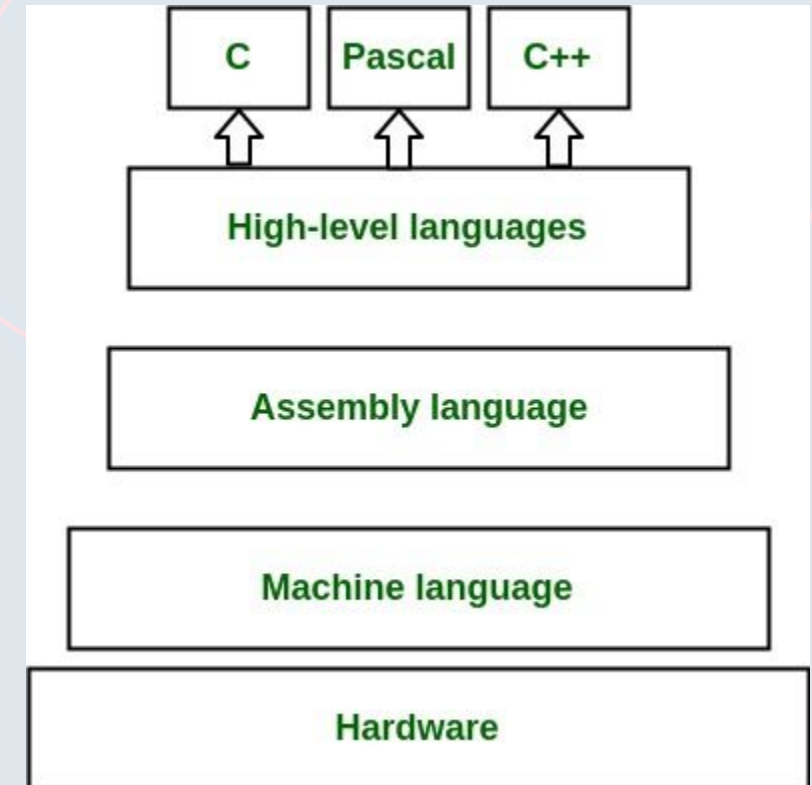 C Pascal C++
High-level languages
Assembly language
Machine language
Hardware